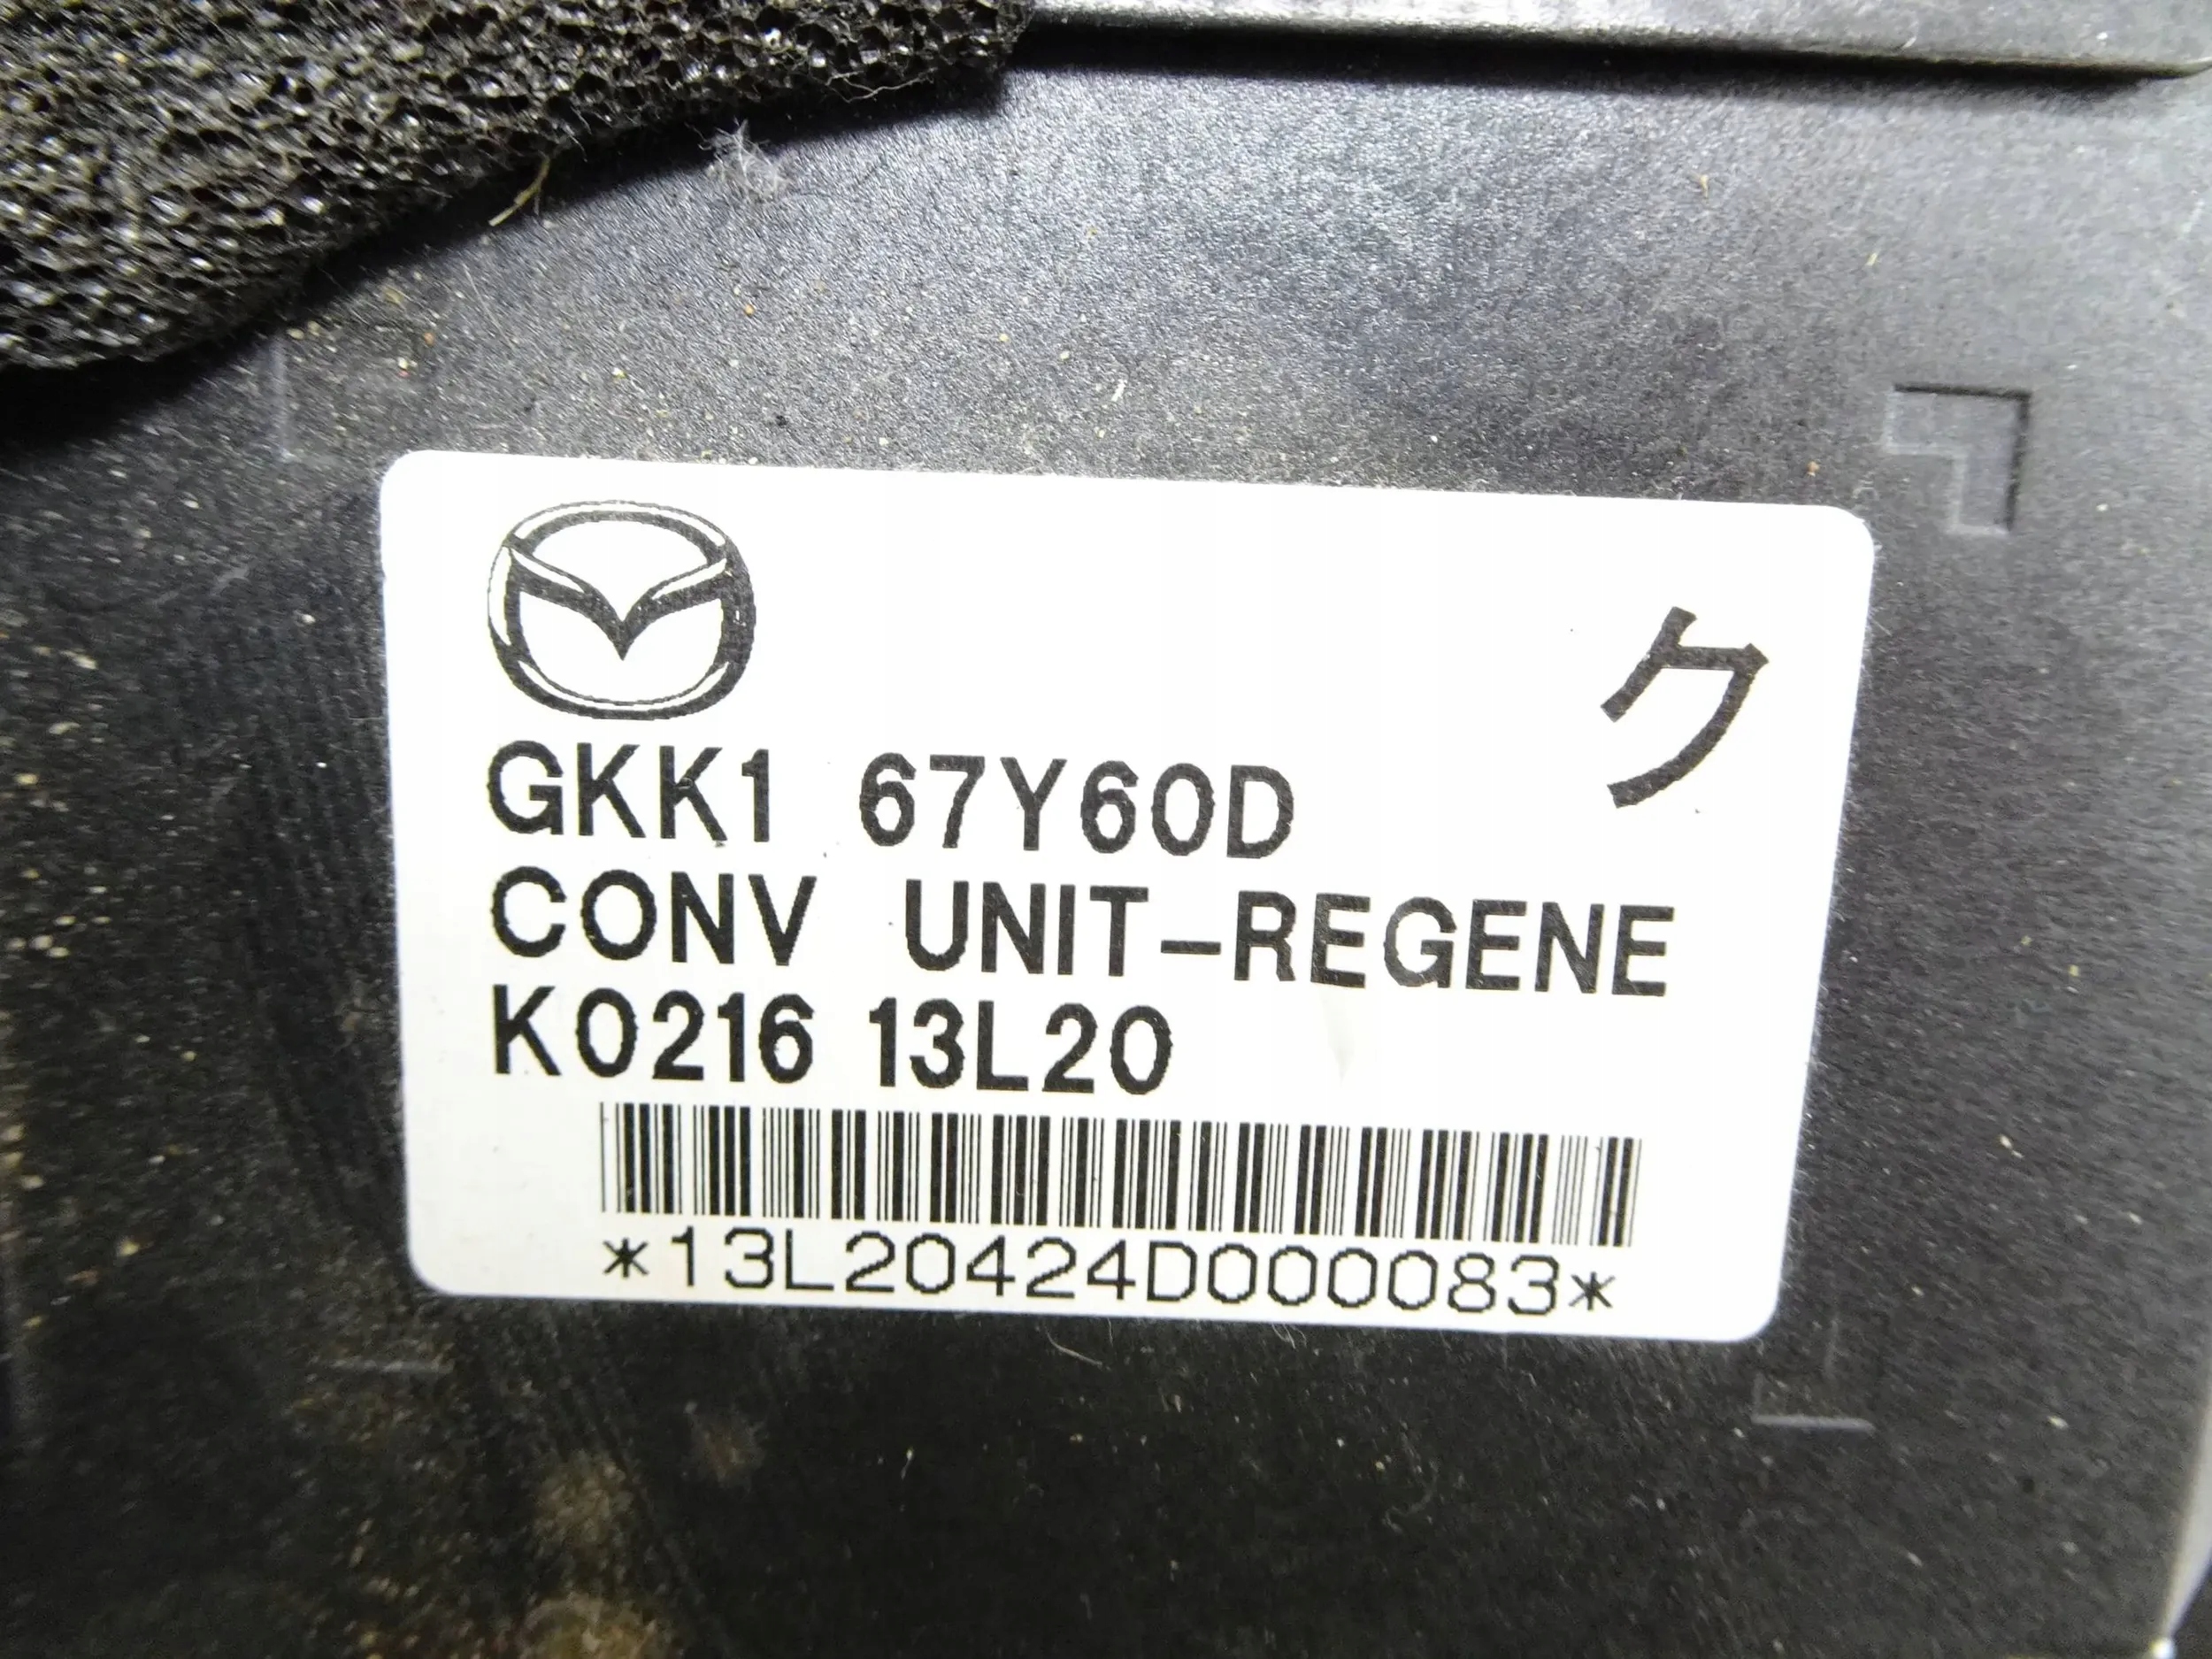 ク
GKK1 67Y60D
CONV UNIT-REGENE
K0216 13L20
*13L20424D000083*